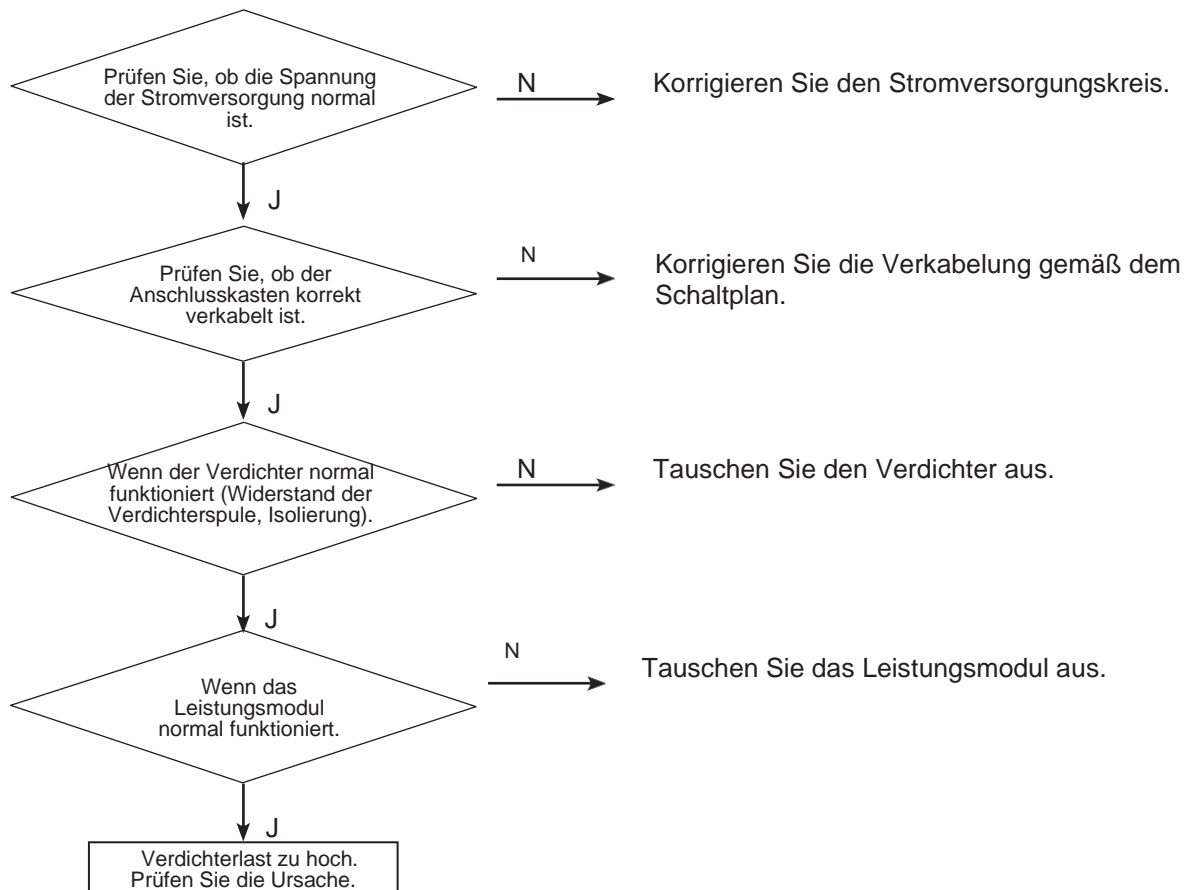 Prüfen Sie, ob die Spannung
der Stromversorgung normal
ist.
N
Korrigieren Sie den Stromversorgungskreis.
J
Prüfen Sie, ob der
Anschlusskasten korrekt
verkabelt ist.
N
Korrigieren Sie die Verkabelung gemäß dem
Schaltplan.
J
Wenn der Verdichter normal
funktioniert (Widerstand der
Verdichterspule, Isolierung).
N
Tauschen Sie den Verdichter aus.
J
Wenn das
Leistungsmodul
normal funktioniert.
N
Tauschen Sie das Leistungsmodul aus.
J
Verdichterlast zu hoch.
Prüfen Sie die Ursache.